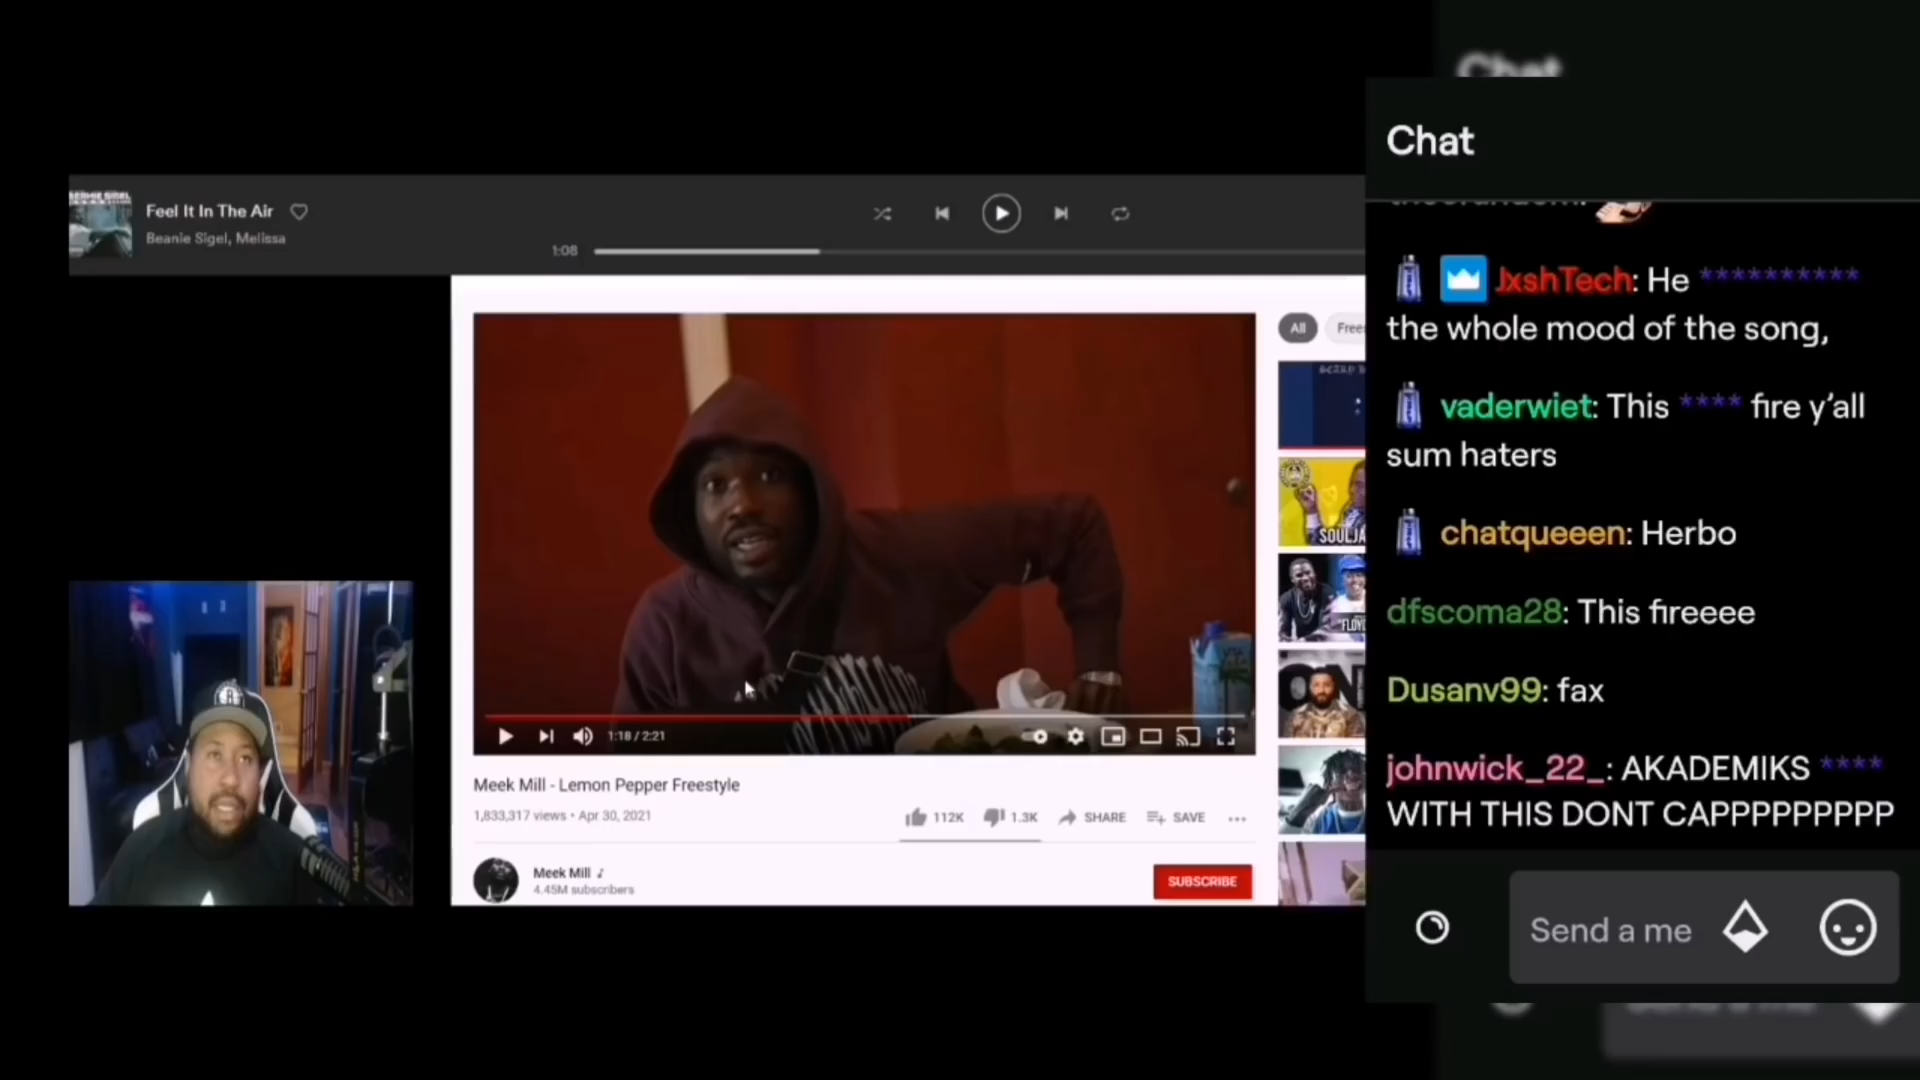 Chat
Feel It In The Air
Beanie Sigel, Melissa
1:08
All
SOULJA
1:18 / 2:21
Meek Mill - Lemon Pepper Freestyle
1,833,317 views • Apr 30, 2021
112K
1.3K
SHARE
SAVE
Meek Mill
4.45M subscribers
SUBSCRIBE
Chat
JxshTech: He **********
the whole mood of the song,
vaderwiet: This **** fire y'all
sum haters
chatqueeen: Herbo
dfscoma28: This fireeee
Dusanv99: fax
johnwick_22_: AKADEMIKS ****
WITH THIS DONT CAPPPPPPPPP
Send a me